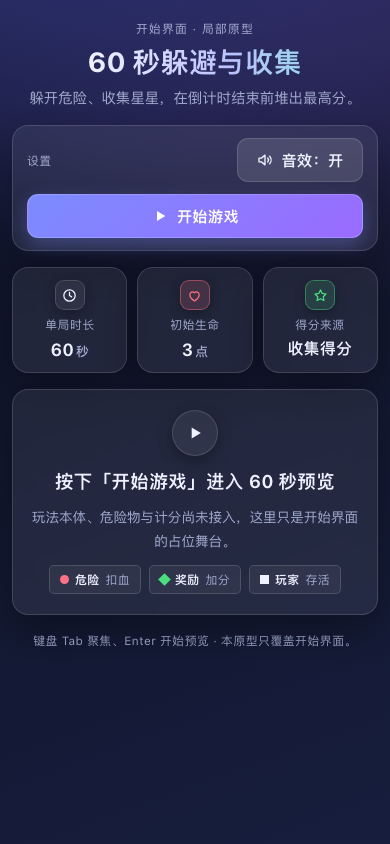 开始界面 · 局部原型
60 秒躲避与收集
躲开危险、收集星星，在倒计时结束前堆出最高分。
设置
音效：开
开始游戏
单局时长
60 秒
初始生命
3 点
得分来源
收集得分
按下「开始游戏」进入 60 秒预览
玩法本体、危险物与计分尚未接入，这里只是开始界面
的占位舞台。
危险 扣血
奖励 加分
玩家 存活
键盘 Tab 聚焦、Enter 开始预览 · 本原型只覆盖开始界面。